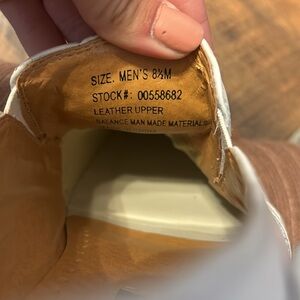 SIZE. MEN'S 8½M
STOCK#: 00558682
LEATHER UPPER
BALANCE MAN MADE MATERIALS